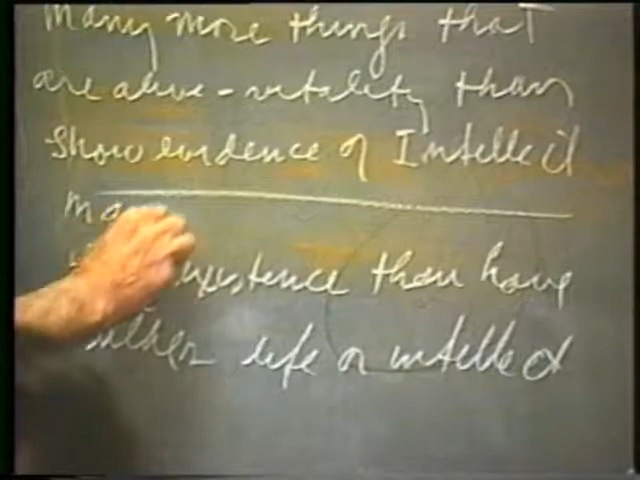 Many more things that
are alive - vitality than
show evidence of Intellect
ma
existence than have
either life or intellect